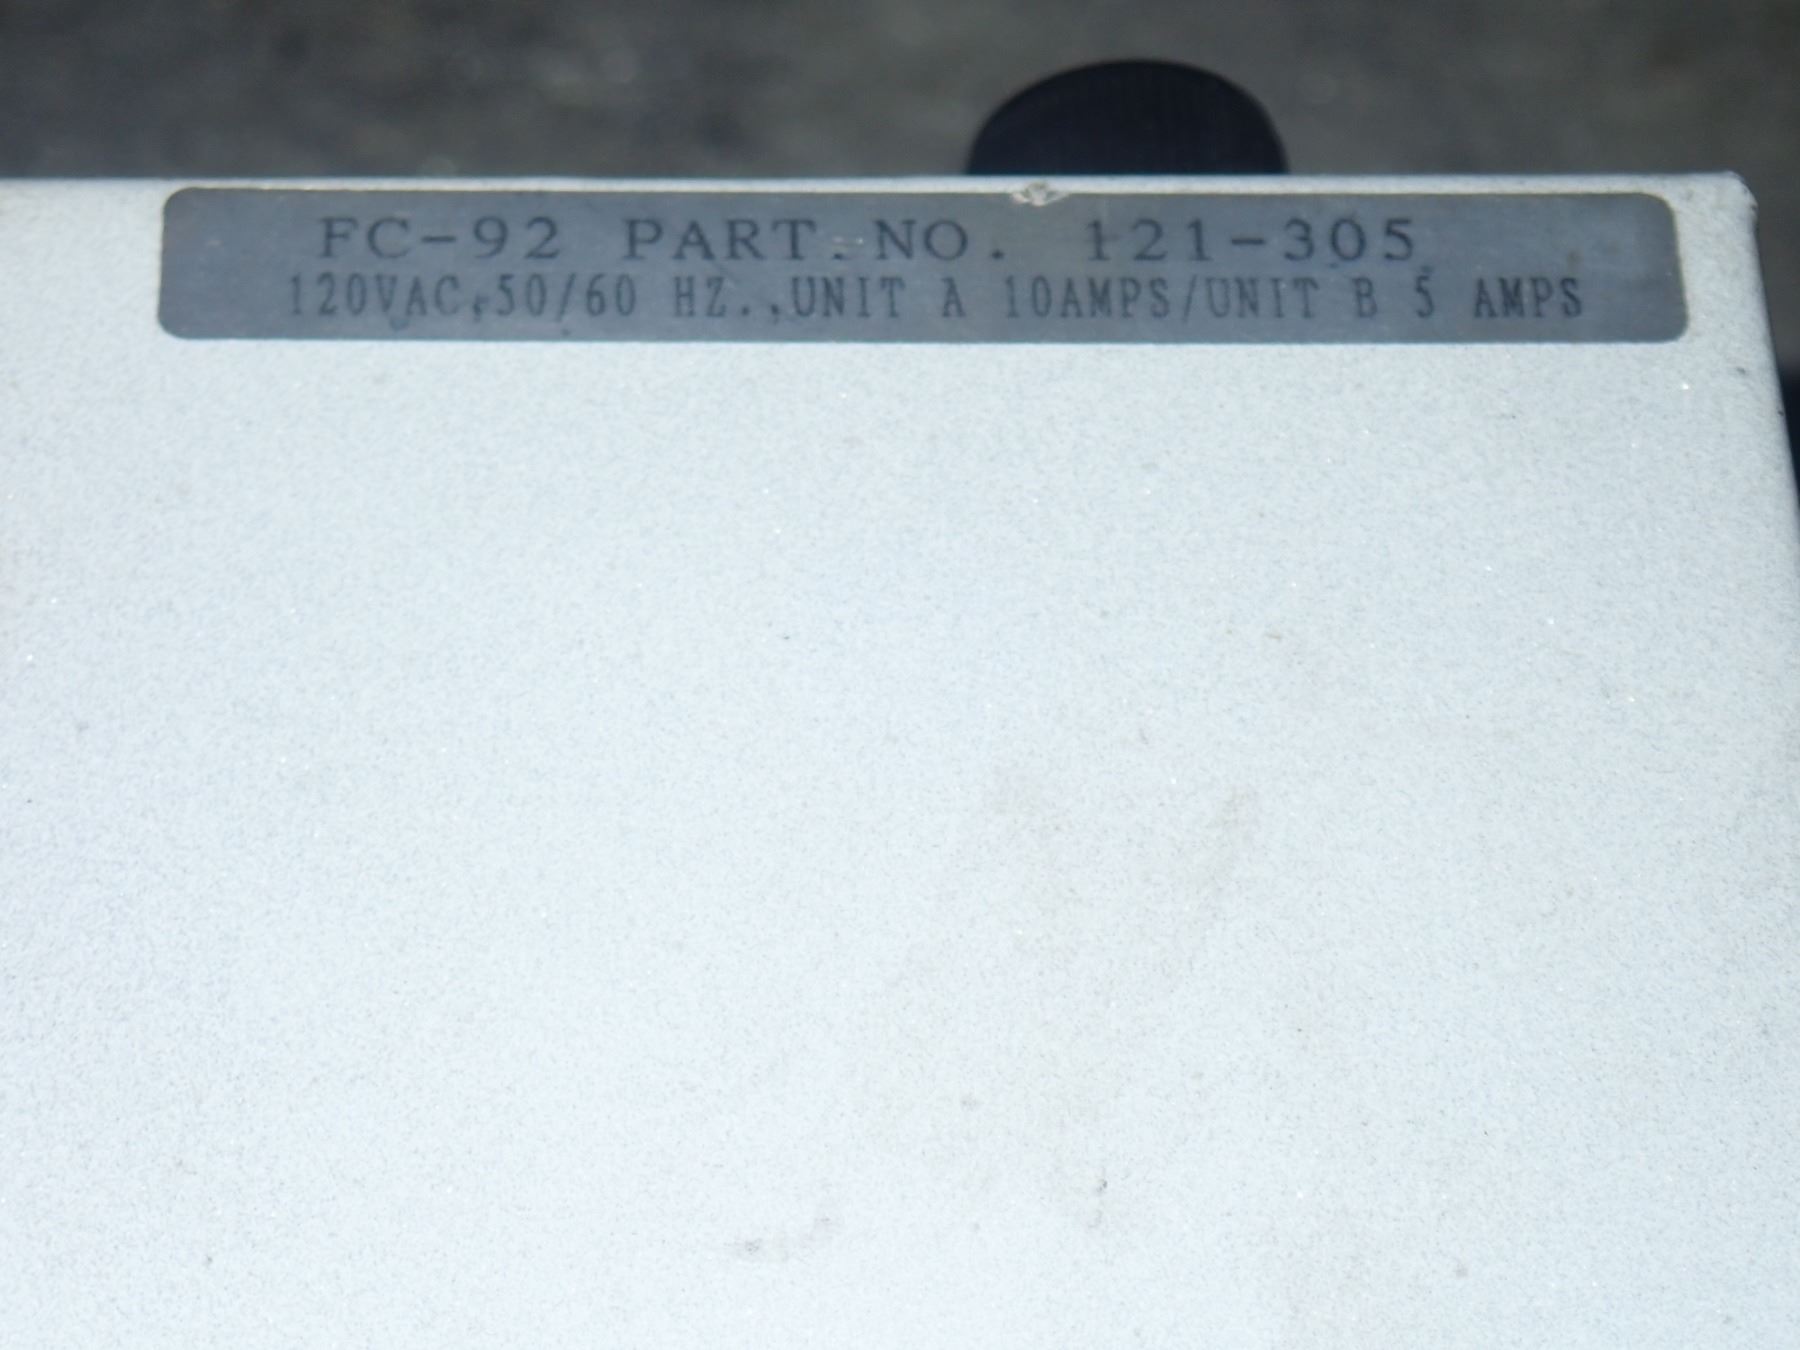 FC-92 PART NO. 121-305
120VAC,50/60 HZ.,UNIT A 10AMPS/UNIT B 5 AMPS